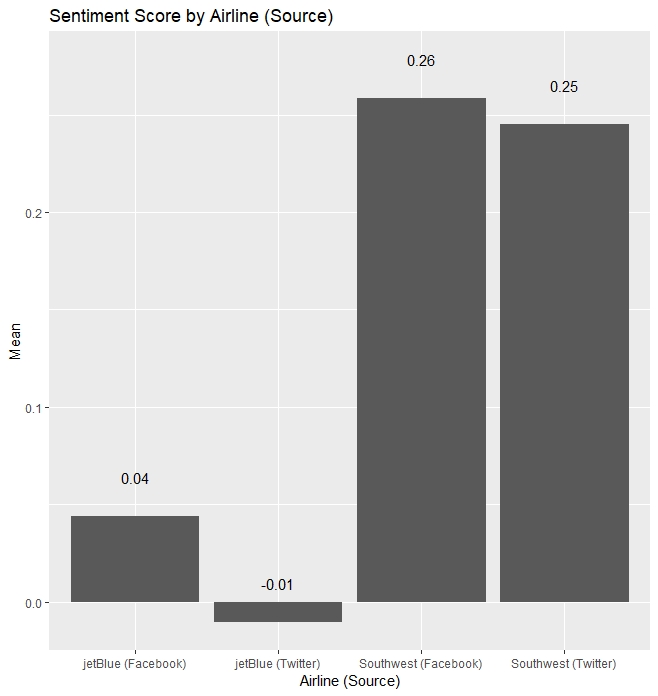 Sentiment Score by Airline (Source)
0.26
0.25
0.2
Mean
0.1
0.04
-0.01
0.0
jetBlue (Facebook) jetBlue (Twitter) Southwest (Facebook) Southwest (Twitter)
Airline (Source)